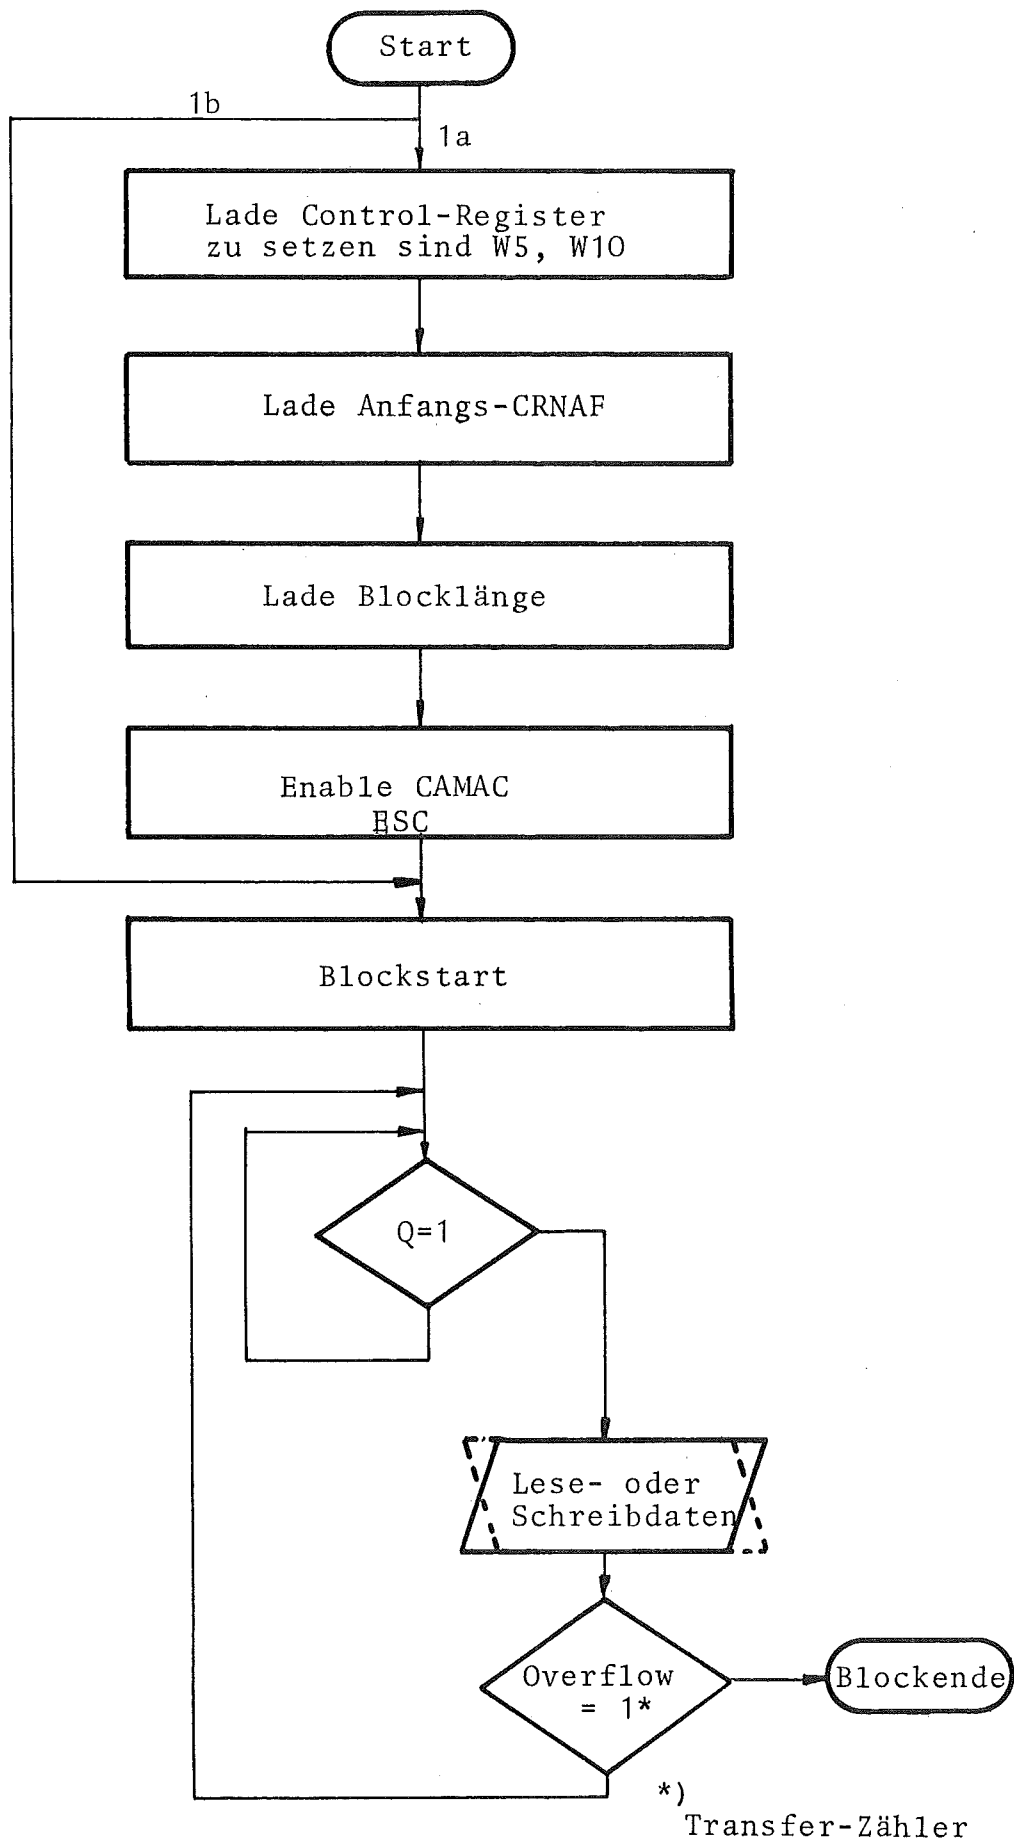 Start
1b
1a
Lade Control-Register
zu setzen sind W5, W10
Lade Anfangs-CRNAF
Lade Blocklänge
Enable CAMAC
ESC
Blockstart
Q=1
Lese- oder
Schreibdaten
Overflow
= 1*
Blockende
*)
Transfer-Zähler